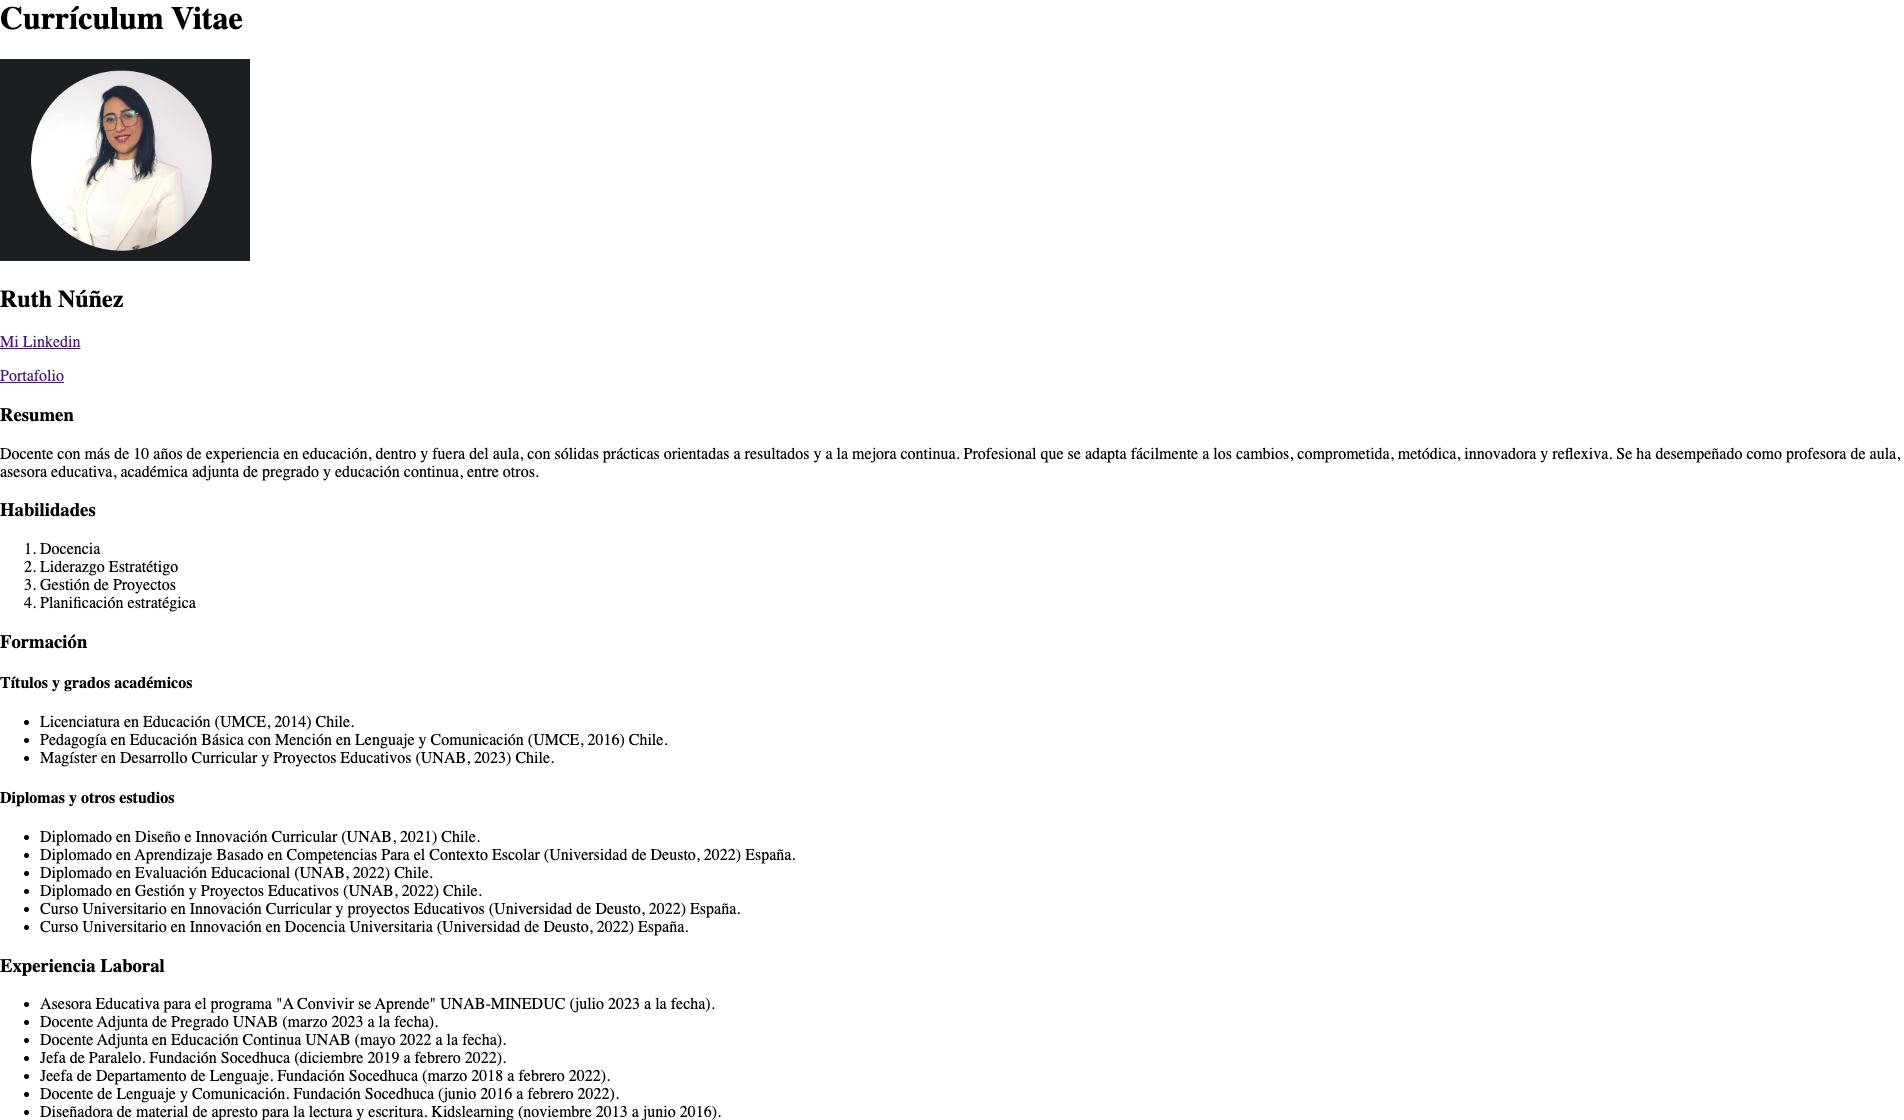 Currículum Vitae
Ruth Núñez
Mi Linkedin
Portafolio
Resumen
Docente con más de 10 años de experiencia en educación, dentro y fuera del aula, con sólidas prácticas orientadas a resultados y a la mejora continua. Profesional que se adapta fácilmente a los cambios, comprometida, metódica, innovadora y reflexiva. Se ha desempeñado como profesora de aula,
asesora educativa, académica adjunta de pregrado y educación continua, entre otros.
Habilidades
1. Docencia
2. Liderazgo Estratétigo
3. Gestión de Proyectos
4. Planificación estratégica
Formación
Títulos y grados académicos
• Licenciatura en Educación (UMCE, 2014) Chile.
• Pedagogía en Educación Básica con Mención en Lenguaje y Comunicación (UMCE, 2016) Chile.
• Magíster en Desarrollo Curricular y Proyectos Educativos (UNAB, 2023) Chile.
Diplomas y otros estudios
• Diplomado en Diseño e Innovación Curricular (UNAB, 2021) Chile.
• Diplomado en Aprendizaje Basado en Competencias Para el Contexto Escolar (Universidad de Deusto, 2022) España.
• Diplomado en Evaluación Educacional (UNAB, 2022) Chile.
• Diplomado en Gestión y Proyectos Educativos (UNAB, 2022) Chile.
• Curso Universitario en Innovación Curricular y proyectos Educativos (Universidad de Deusto, 2022) España.
• Curso Universitario en Innovación en Docencia Universitaria (Universidad de Deusto, 2022) España.
Experiencia Laboral
• Asesora Educativa para el programa "A Convivir se Aprende" UNAB-MINEDUC (julio 2023 a la fecha).
• Docente Adjunta de Pregrado UNAB (marzo 2023 a la fecha).
• Docente Adjunta en Educación Continua UNAB (mayo 2022 a la fecha).
• Jefa de Paralelo. Fundación Socedhuca (diciembre 2019 a febrero 2022).
• Jeefa de Departamento de Lenguaje. Fundación Socedhuca (marzo 2018 a febrero 2022).
• Docente de Lenguaje y Comunicación. Fundación Socedhuca (junio 2016 a febrero 2022).
• Diseñadora de material de apresto para la lectura y escritura. Kidslearning (noviembre 2013 a junio 2016).